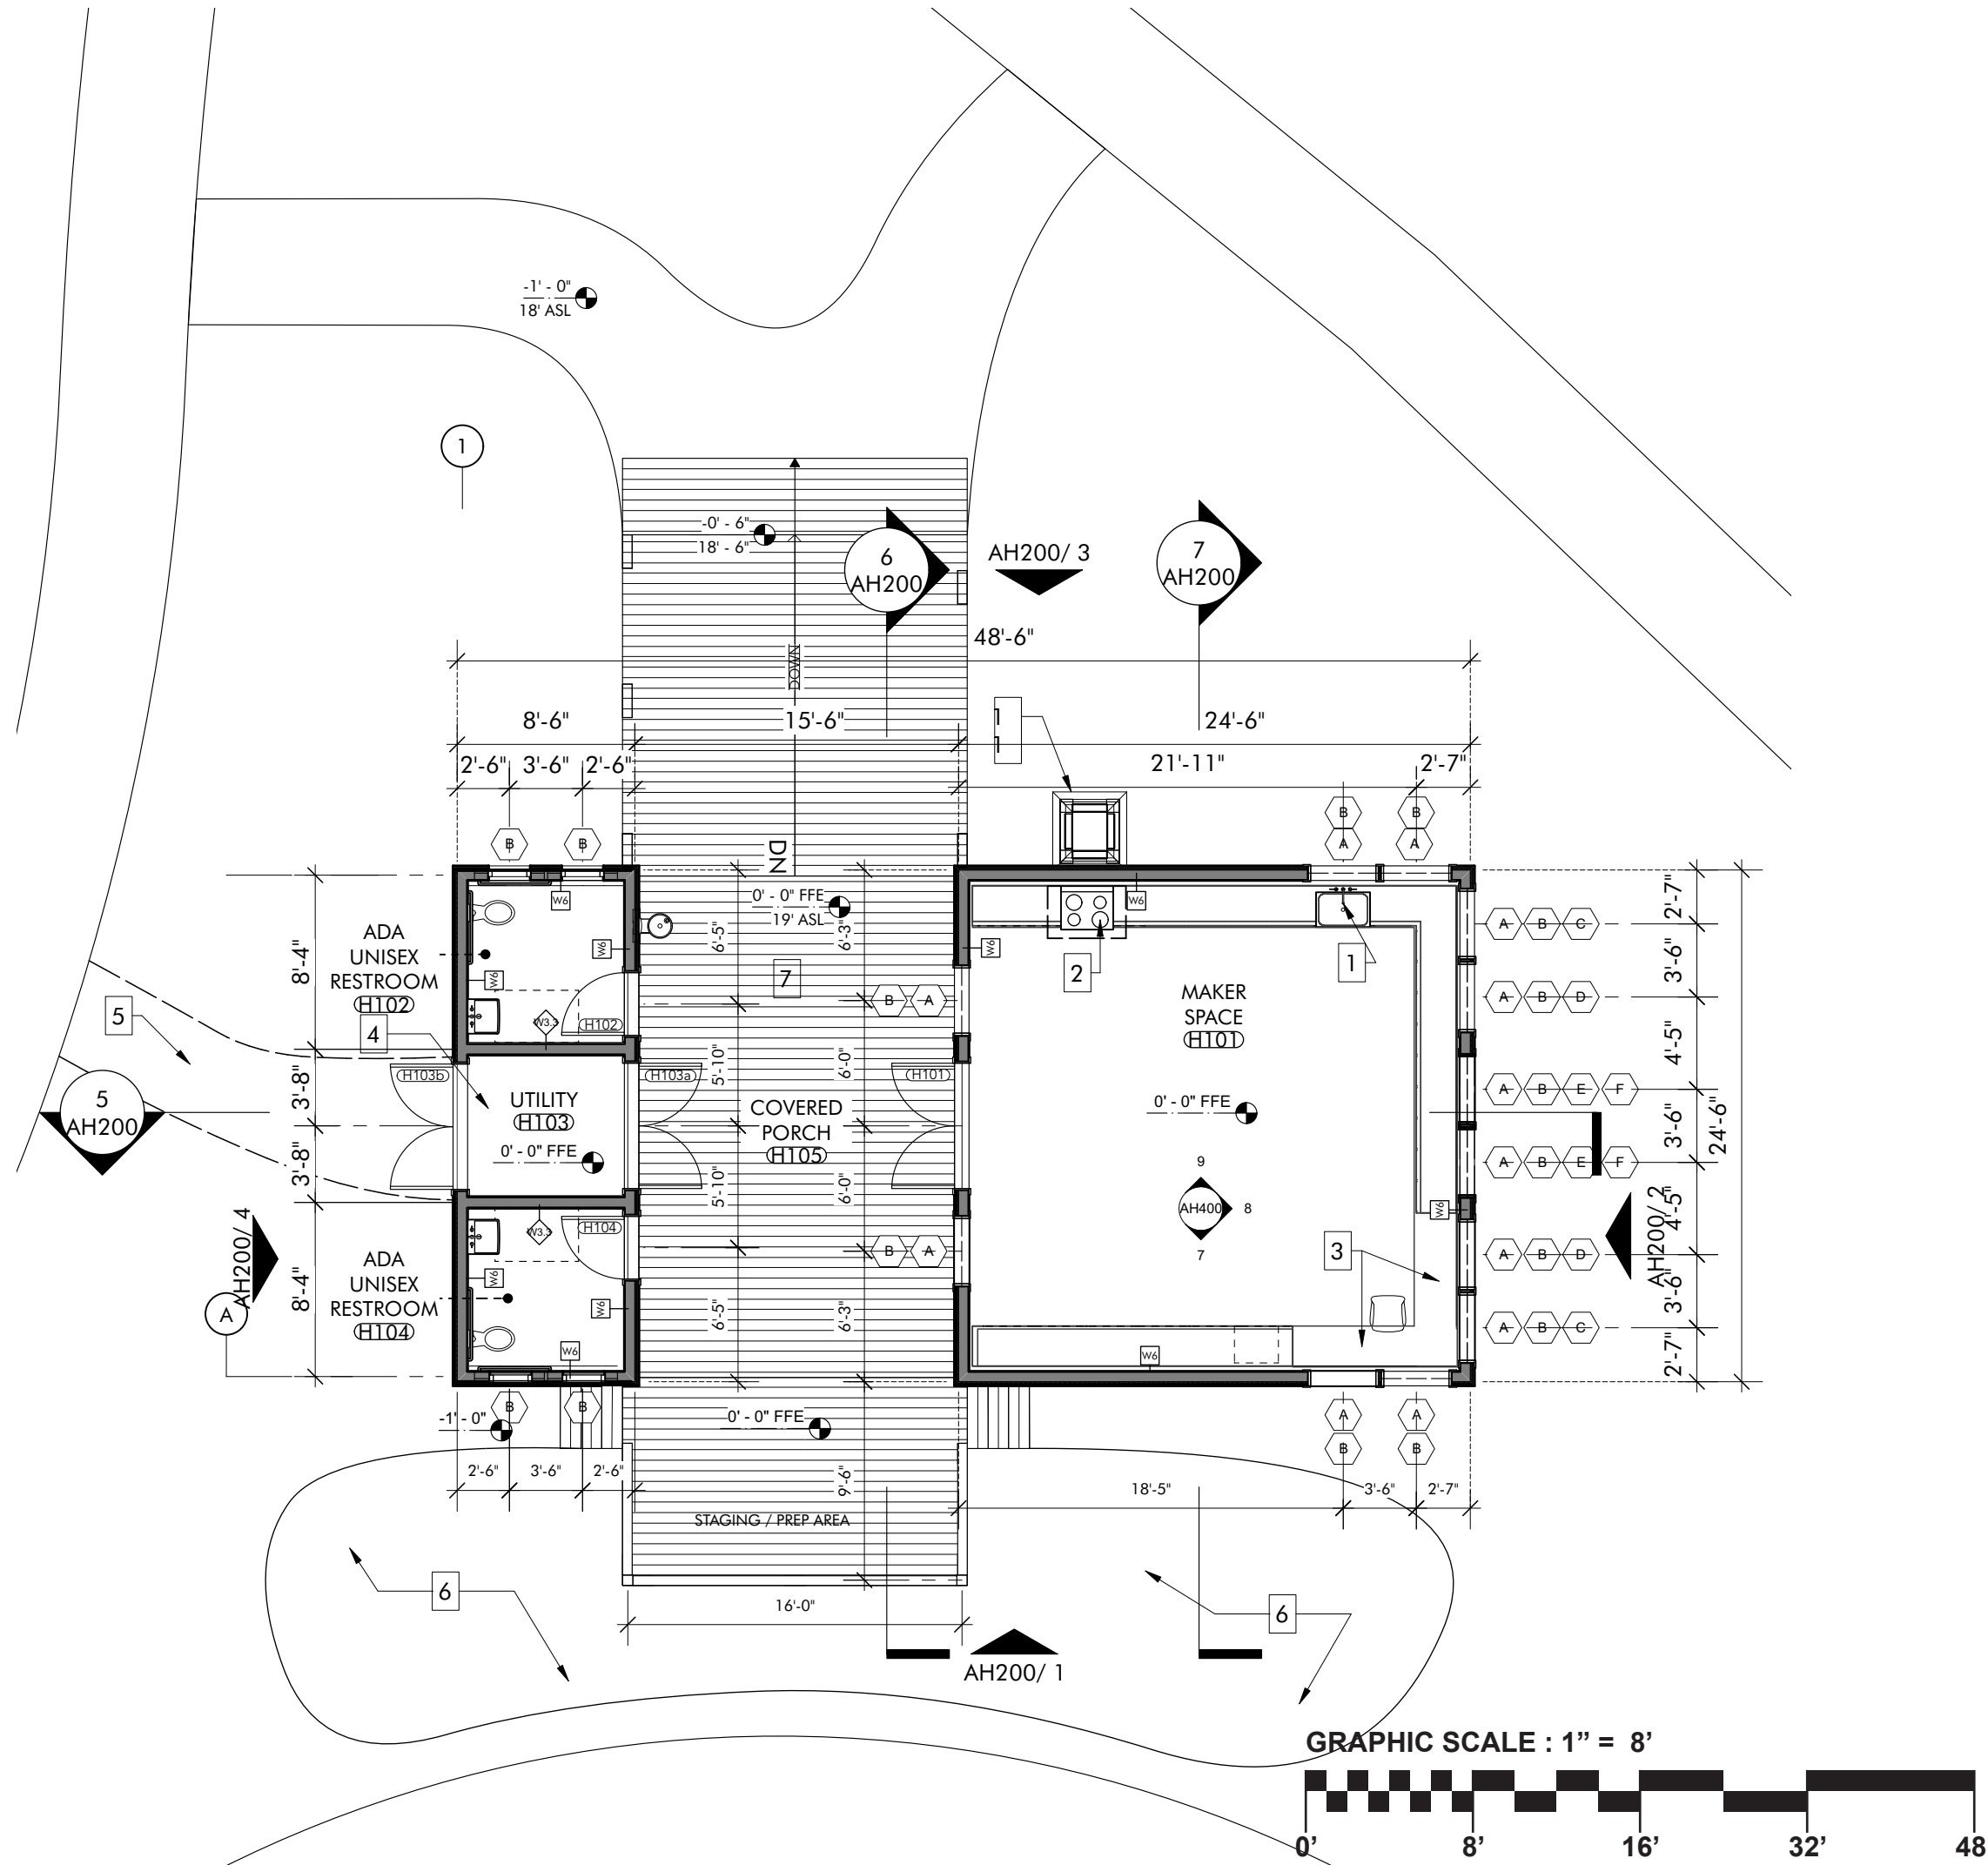 -1' - 0"
18' ASL
1
-0' - 6"
18' - 6"
6
AH200
AH200/ 3
7
AH200
48'-6"
DOWN
8'-6"
15'-6"
24'-6"
2'-6"
3'-6"
2'-6"
21'-11"
2'-7"
B
B
B
A
B
A
DN
0' - 0" FFE
19' ASL
W6
W6
W6
W6
W6
6'-5"
6'-3"
7
2
1
ADA
UNISEX
RESTROOM
H102
8'-4"
5
4
W3.3
H102
B
A
MAKER
SPACE
H101
A
B
C
A
B
D
A
B
E
F
A
B
E
F
A
B
D
A
B
C
2'-7"
3'-6"
4'-5"
3'-6"
4'-5"
3'-6"
2'-7"
24'-6"
H103b
H103a
H101
3'-8"
3'-8"
5'-10"
6'-0"
5
AH200
UTILITY
H103
0' - 0" FFE
COVERED
PORCH
H105
0' - 0" FFE
5'-10"
6'-0"
9
AH400
8
7
W6
AH200/ 4
A
W3.3
H104
W6
B
A
3
AH200/ 2
ADA
UNISEX
RESTROOM
H104
8'-4"
W6
W6
6'-5"
6'-3"
W6
-1' - 0"
B
B
0' - 0" FFE
A
B
A
B
2'-6"
3'-6"
2'-6"
9'-6"
18'-5"
3'-6"
2'-7"
STAGING / PREP AREA
6
16'-0"
6
AH200/ 1
GRAPHIC SCALE : 1” = 8’
0’
8’
16’
32’
48